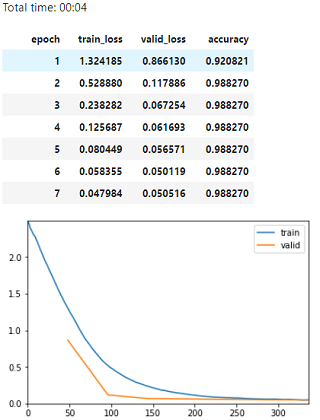 Total time: 00:04
epoch train_loss valid_loss accuracy
1 1.324185 0.866130 0.920821
2 0.528880 0.117886 0.988270
3 0.238282 0.067254 0.988270
4 0.125687 0.061693 0.988270
5 0.080449 0.056571 0.988270
6 0.058355 0.050119 0.988270
7 0.047984 0.050516 0.988270
train
valid
2.0
1.5
1.0
0.5
0.0
0 50 100 150 200 250 300